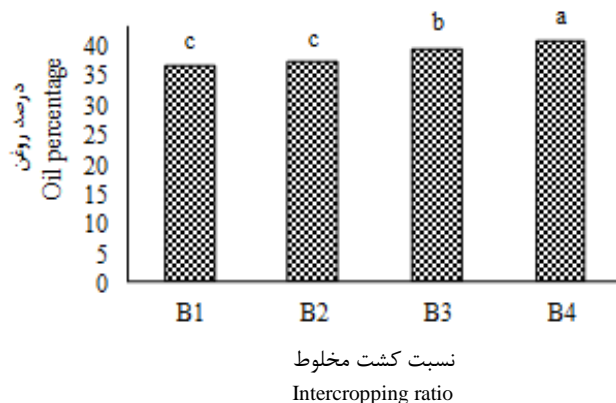 درصد روغن
Oil percentage
40
35
30
25
20
15
10
5
0
c
c
b
a
B1
B2
B3
B4
نسبت کشت مخلوط
Intercropping ratio